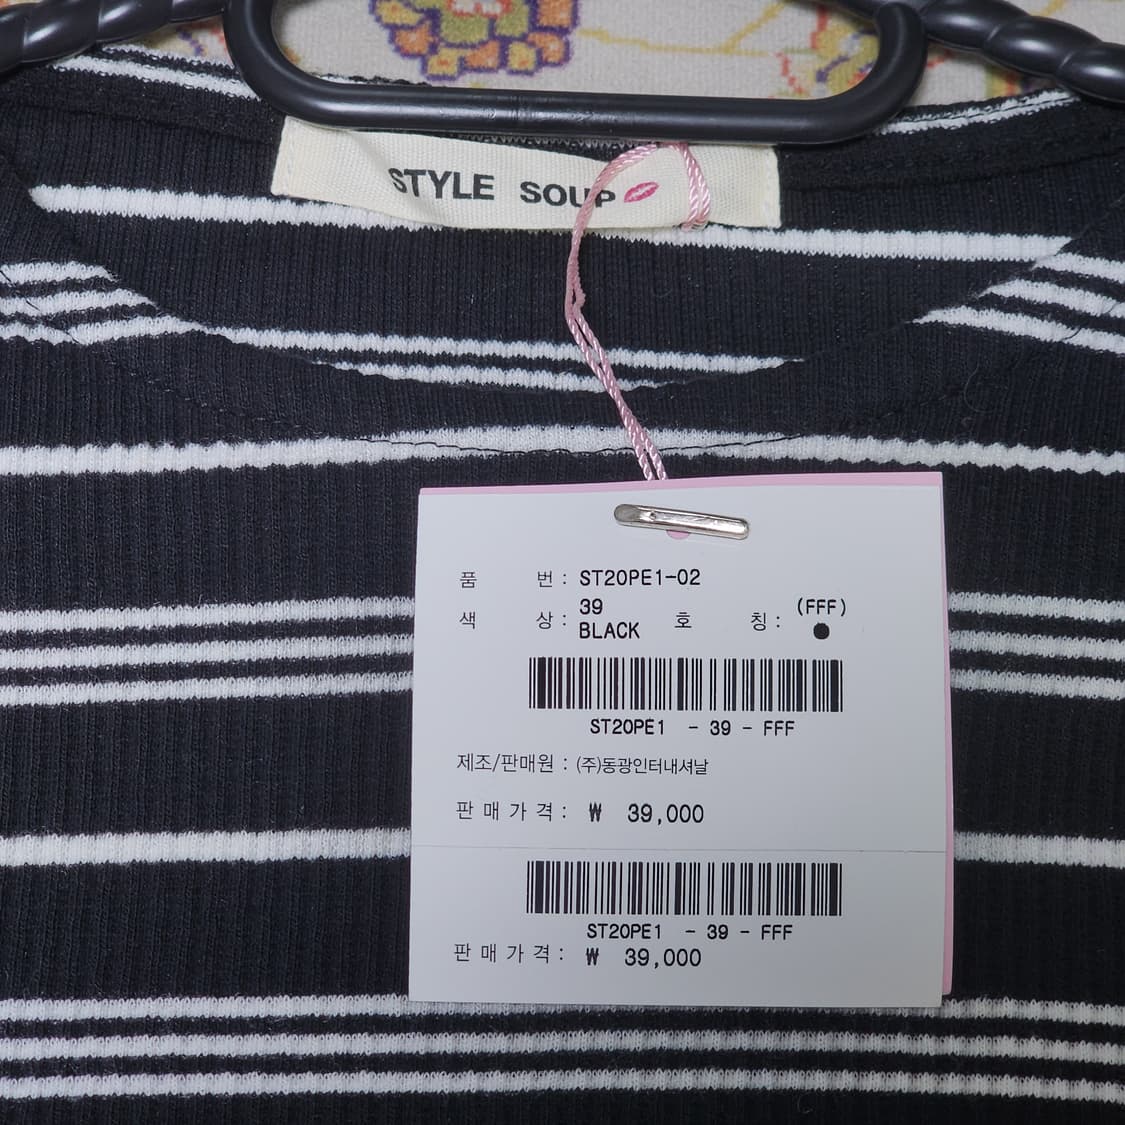 STYLE SOUP
품 번 : ST20PE1-02
색 상 : 39 BLACK 호 칭 : (FFF) ●
ST20PE1 - 39 - FFF
제조/판매원 : (주)동광인터내셔날
판 매 가 격 : ₩ 39,000
ST20PE1 - 39 - FFF
판 매 가 격 : ₩ 39,000